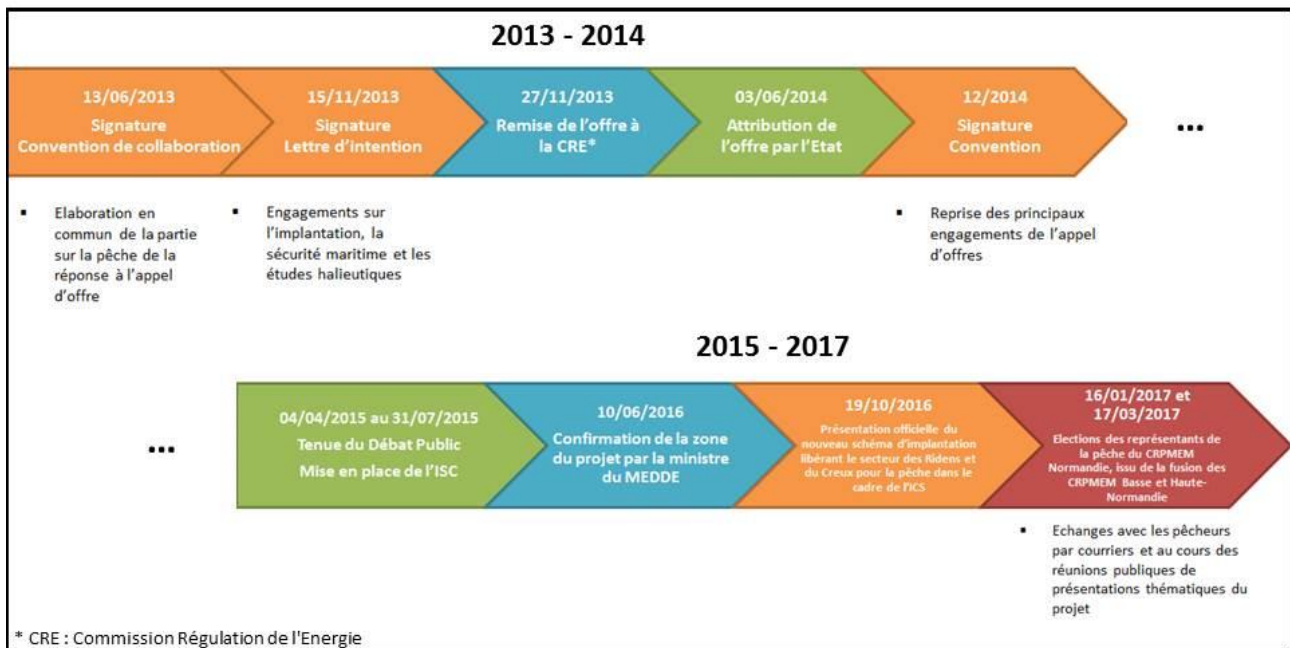 2013 - 2014
13/06/2013
Signature
Convention de collaboration
15/11/2013
Signature
Lettre d'intention
27/11/2013
Remise de l'offre à
la CRE*
03/06/2014
Attribution de
l'offre par l'Etat
12/2014
Signature
Convention
...
▪ Elaboration en
commun de la partie
sur la pêche de la
réponse à l'appel
d'offre
▪ Engagements sur
l'implantation, la
sécurité maritime et les
études halieutiques
▪ Reprise des principaux
engagements de l'appel
d'offres
2015 - 2017
...
04/04/2015 au 31/07/2015
Tenue du Débat Public
Mise en place de l'ISC
10/06/2016
Confirmation de la zone
du projet par la ministre
du MEDDE
19/10/2016
Présentation officielle du
nouveau schéma d'implantation
libérant le secteur des Ridens et
du Creux pour la pêche dans le
cadre de l'ICS
16/01/2017 et
17/03/2017
Elections des représentants de
la pêche du CRPMEM
Normandie, issu de la fusion des
CRPMEM Basse et Haute-
Normandie
▪ Echanges avec les pêcheurs
par courriers et au cours des
réunions publiques de
présentations thématiques du
projet
* CRE : Commission Régulation de l'Energie